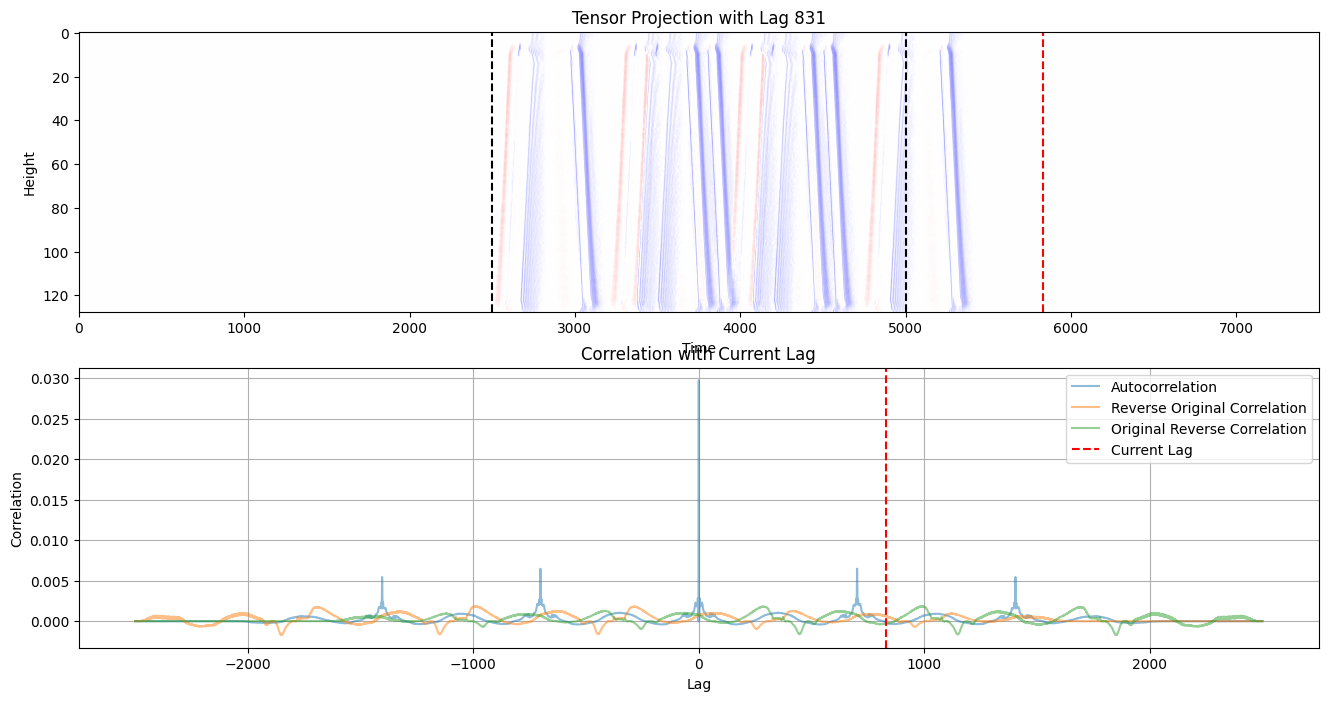 Tensor Projection with Lag 831
Height
0
20
40
60
80
100
120
0 1000 2000 3000 4000 5000 6000 7000
Time
Correlation with Current Lag
Correlation
0.030
0.025
0.020
0.015
0.010
0.005
0.000
Autocorrelation
Reverse Original Correlation
Original Reverse Correlation
Current Lag
−2000 −1000 0 1000 2000
Lag